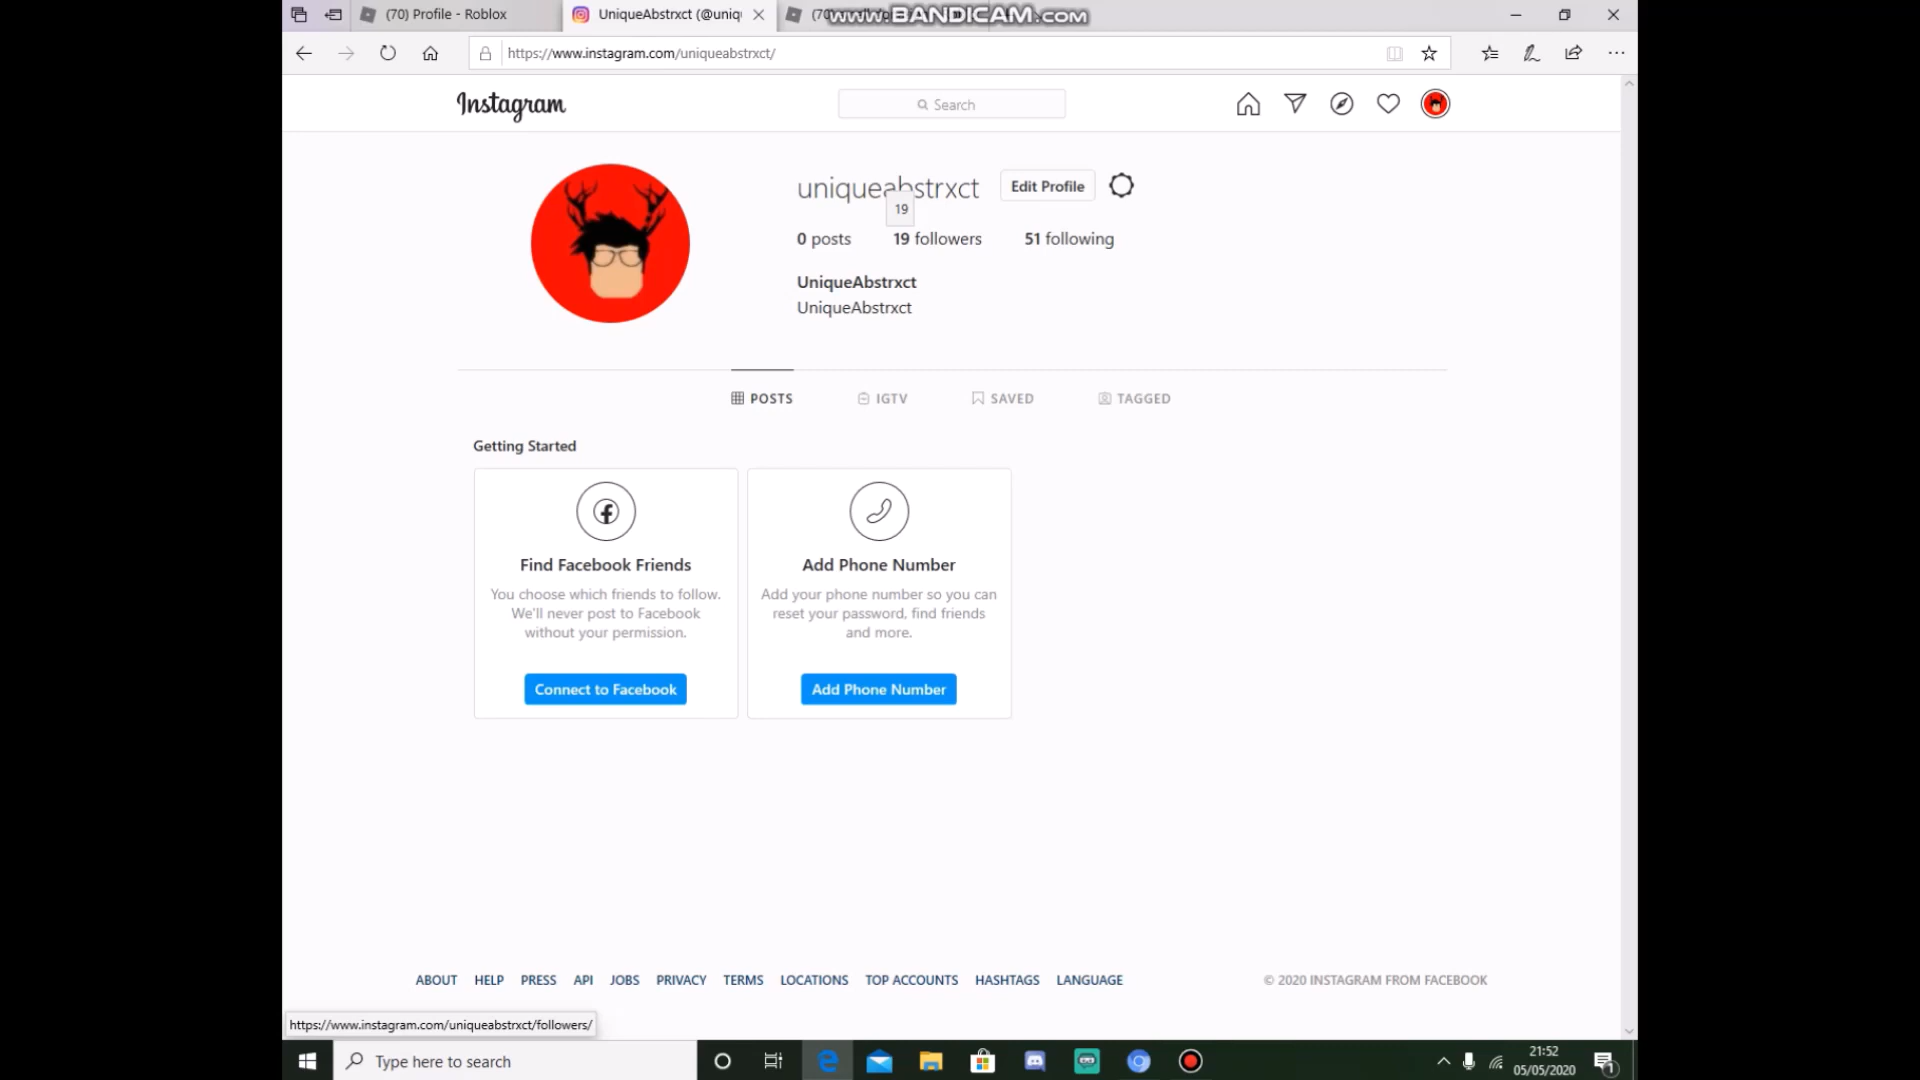 (70) Profile - Roblox
UniqueAbstrxct (@uniq
(70
www.BANDICAM.com
https://www.instagram.com/uniqueabstrxct/
Instagram
Search
uniqueabstrxct
Edit Profile
19
0 posts
19 followers
51 following
UniqueAbstrxct
UniqueAbstrxct
POSTS
IGTV
SAVED
TAGGED
Getting Started
Find Facebook Friends
You choose which friends to follow.
We'll never post to Facebook
without your permission.
Connect to Facebook
Add Phone Number
Add your phone number so you can
reset your password, find friends
and more.
Add Phone Number
ABOUT
HELP
PRESS
API
JOBS
PRIVACY
TERMS
LOCATIONS
TOP ACCOUNTS
HASHTAGS
LANGUAGE
© 2020 INSTAGRAM FROM FACEBOOK
https://www.instagram.com/uniqueabstrxct/followers/
Type here to search
21:52
05/05/2020
1